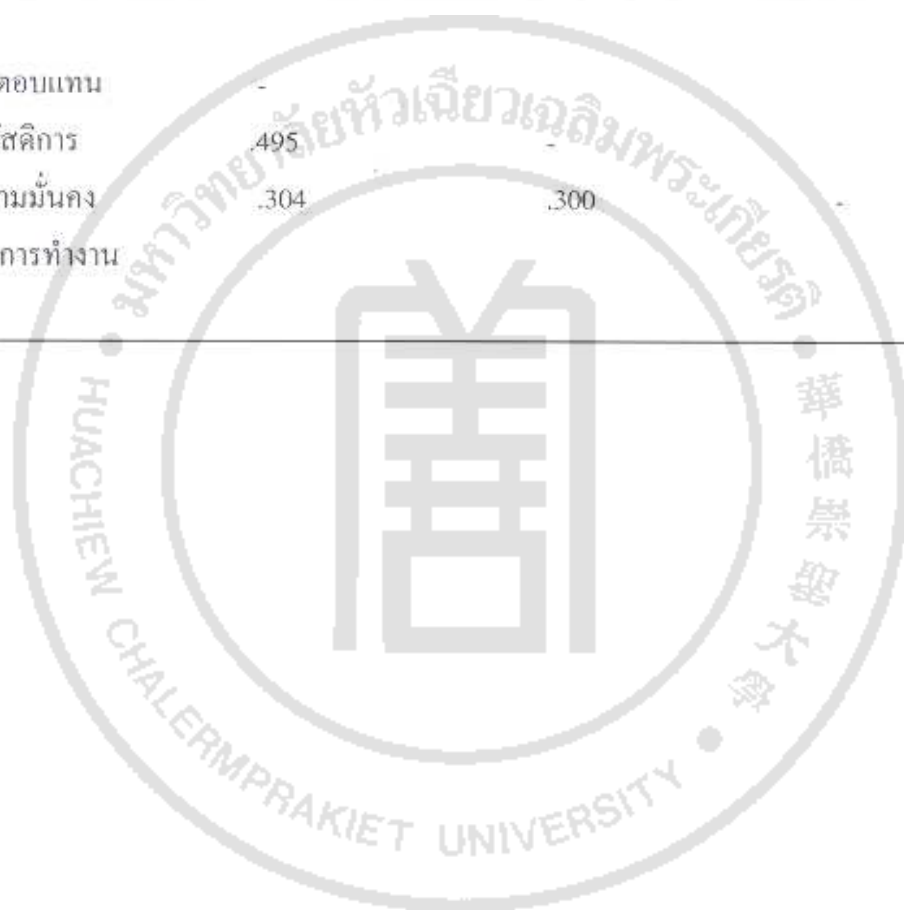 ตอบแทน -
สดิการ .495 -
ามมั่นคง .304 .300 -
การทำงาน
มหาวิทยาลัยหัวเฉียวเฉลิมพระเกียรติ
華僑崇聖大學
HUACHIEW CHALERMPRAKIET UNIVERSITY